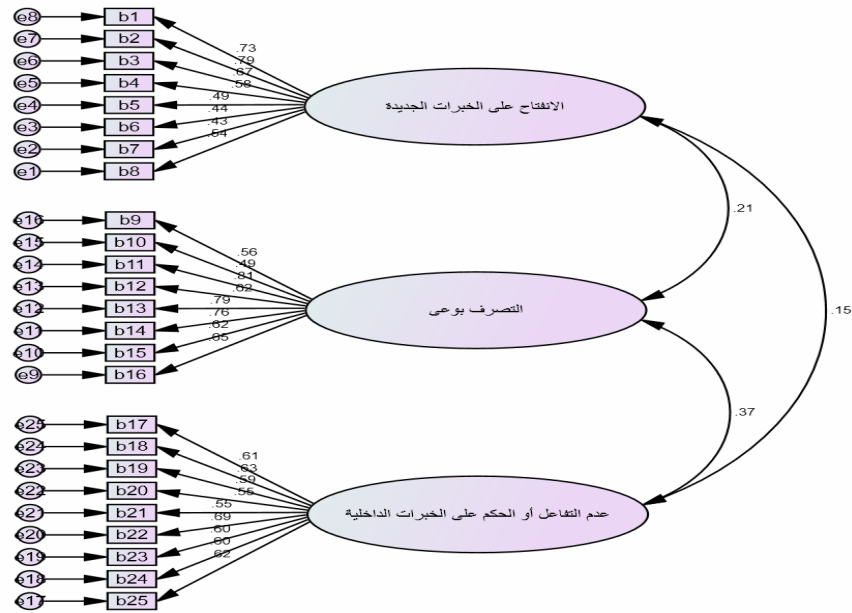 e8 b1
e7 b2
e6 b3
e5 b4
e4 b5
e3 b6
e2 b7
e1 b8
.73
.79
.67
.58
.49
.44
.43
.54
الانفتاح على الخبرات الجديدة
e16 b9
e15 b10
e14 b11
e13 b12
e12 b13
e11 b14
e10 b15
e9 b16
.56
.49
.81
.62
.79
.76
.62
.65
التصرف بوعى
e25 b17
e24 b18
e23 b19
e22 b20
e21 b21
e20 b22
e19 b23
e18 b24
e17 b25
.61
.63
.59
.55
.55
.69
.60
.60
.62
عدم التفاعل أو الحكم على الخبرات الداخلية
.21
.15
.37